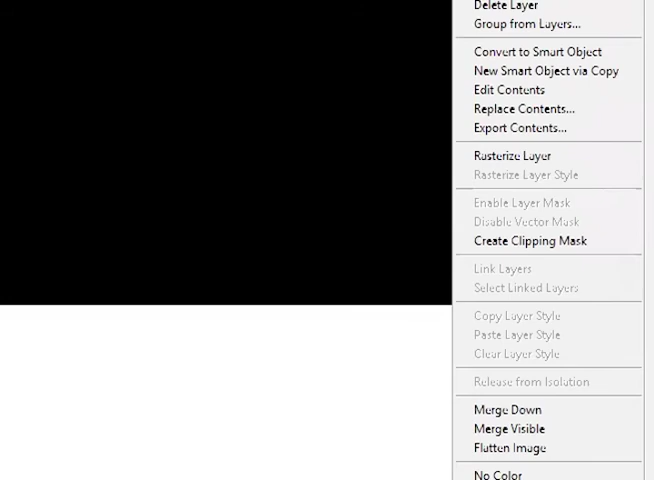 Delete Layer
Group from Layers...
Convert to Smart Object
New Smart Object via Copy
Edit Contents
Replace Contents...
Export Contents...
Rasterize Layer
Rasterize Layer Style
Enable Layer Mask
Disable Vector Mask
Create Clipping Mask
Link Layers
Select Linked Layers
Copy Layer Style
Paste Layer Style
Clear Layer Style
Release from Isolation
Merge Down
Merge Visible
Flatten Image
No Color